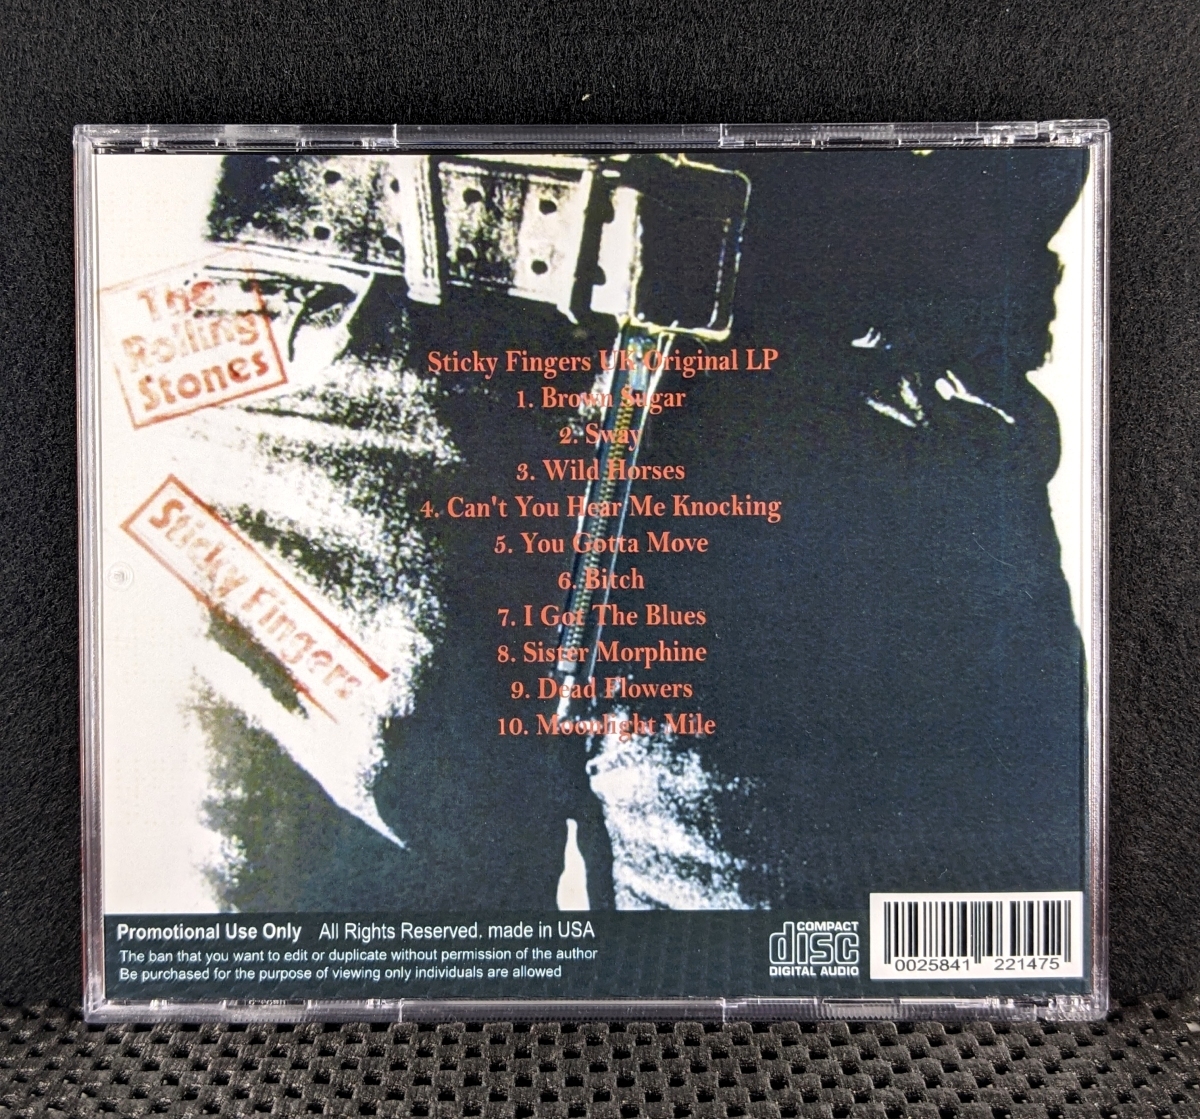 The
Rolling
Stones
Sticky Fingers
Sticky Fingers UK Original LP
1. Brown Sugar
2. Sway
3. Wild Horses
4. Can't You Hear Me Knocking
5. You Gotta Move
6. Bitch
7. I Got The Blues
8. Sister Morphine
9. Dead Flowers
10. Moonlight Mile
Promotional Use Only All Rights Reserved. made in USA
The ban that you want to edit or duplicate without permission of the author
Be purchased for the purpose of viewing only individuals are allowed
COMPACT
disc
DIGITAL AUDIO
0025841 221475